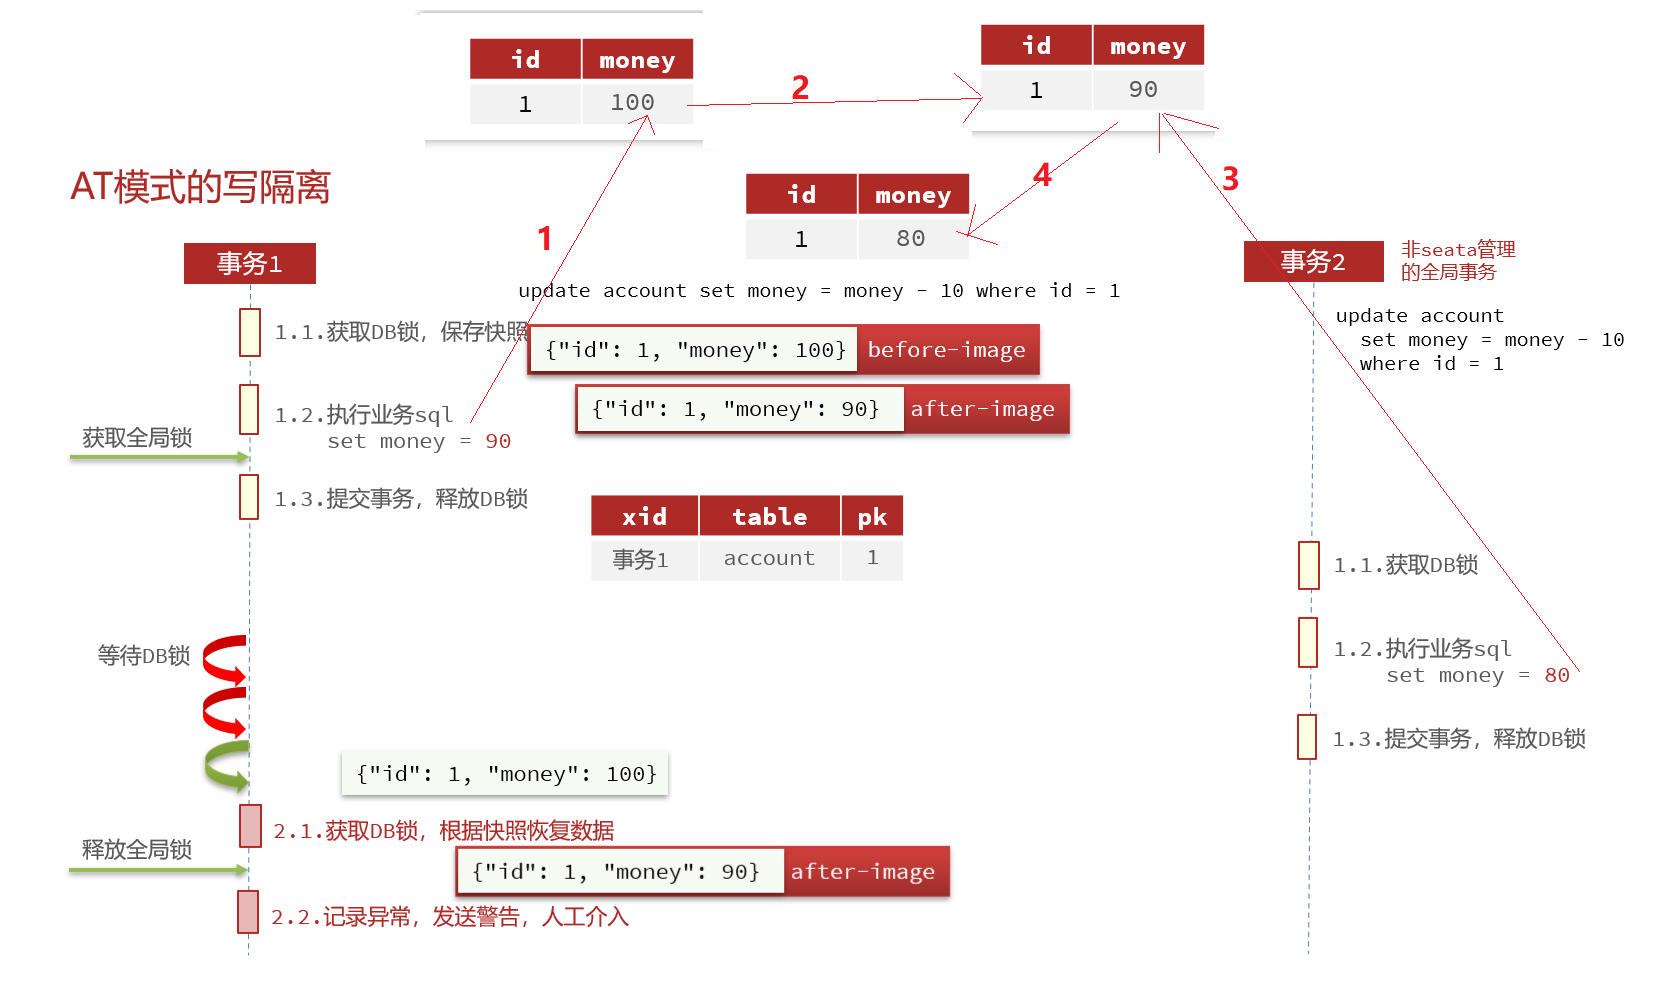 id money
1 100
2
id money
1 90
AT模式的写隔离
id money
1 80
4
3
1
事务1
事务2
非seata管理
的全局事务
update account set money = money - 10 where id = 1
update account
set money = money - 10
where id = 1
1.1.获取DB锁，保存快照
{"id": 1, "money": 100} before-image
1.2.执行业务sql
set money = 90
{"id": 1, "money": 90} after-image
获取全局锁
1.3.提交事务，释放DB锁
xid table pk
事务1 account 1
1.1.获取DB锁
等待DB锁
1.2.执行业务sql
set money = 80
1.3.提交事务，释放DB锁
{"id": 1, "money": 100}
2.1.获取DB锁，根据快照恢复数据
释放全局锁
{"id": 1, "money": 90} after-image
2.2.记录异常，发送警告，人工介入